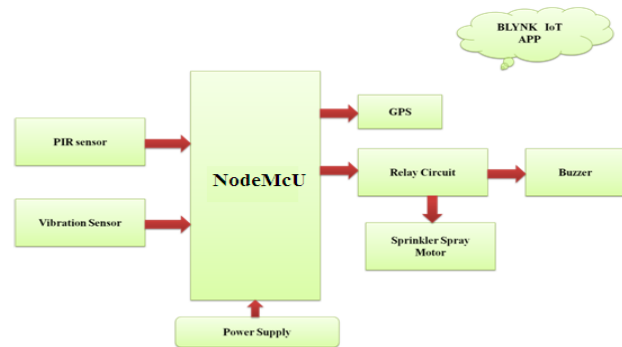 BLYNK IoT
APP
GPS
PIR sensor
NodeMcU
Relay Circuit
Buzzer
Vibration Sensor
Sprinkler Spray
Motor
Power Supply